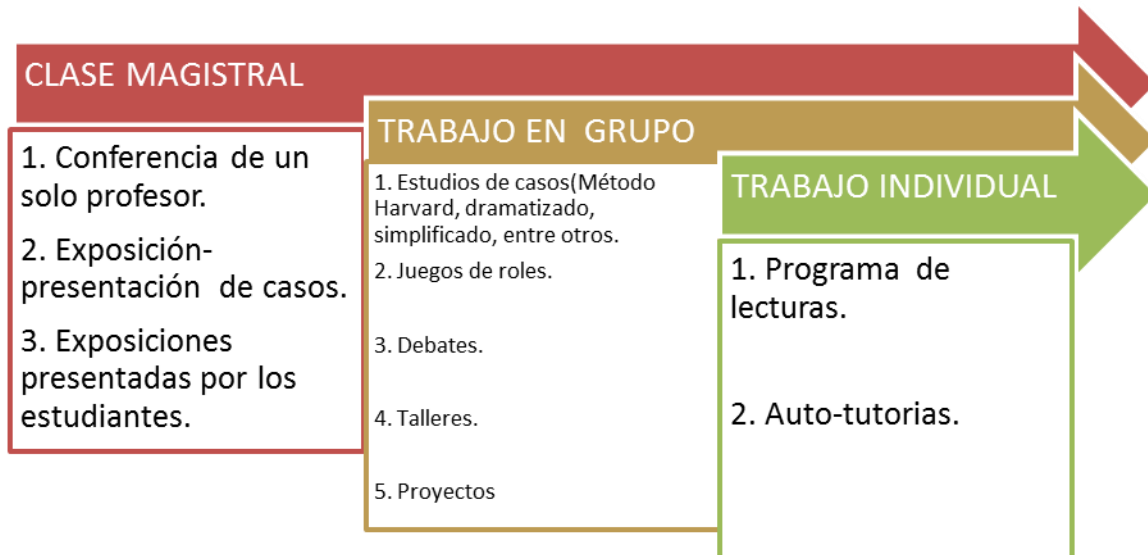 CLASE MAGISTRAL
1. Conferencia de un
solo profesor.
2. Exposición-
presentación de casos.
3. Exposiciones
presentadas por los
estudiantes.
TRABAJO EN GRUPO
1. Estudios de casos(Método
Harvard, dramatizado,
simplificado, entre otros.
2. Juegos de roles.
3. Debates.
4. Talleres.
5. Proyectos
TRABAJO INDIVIDUAL
1. Programa de
lecturas.
2. Auto-tutorias.